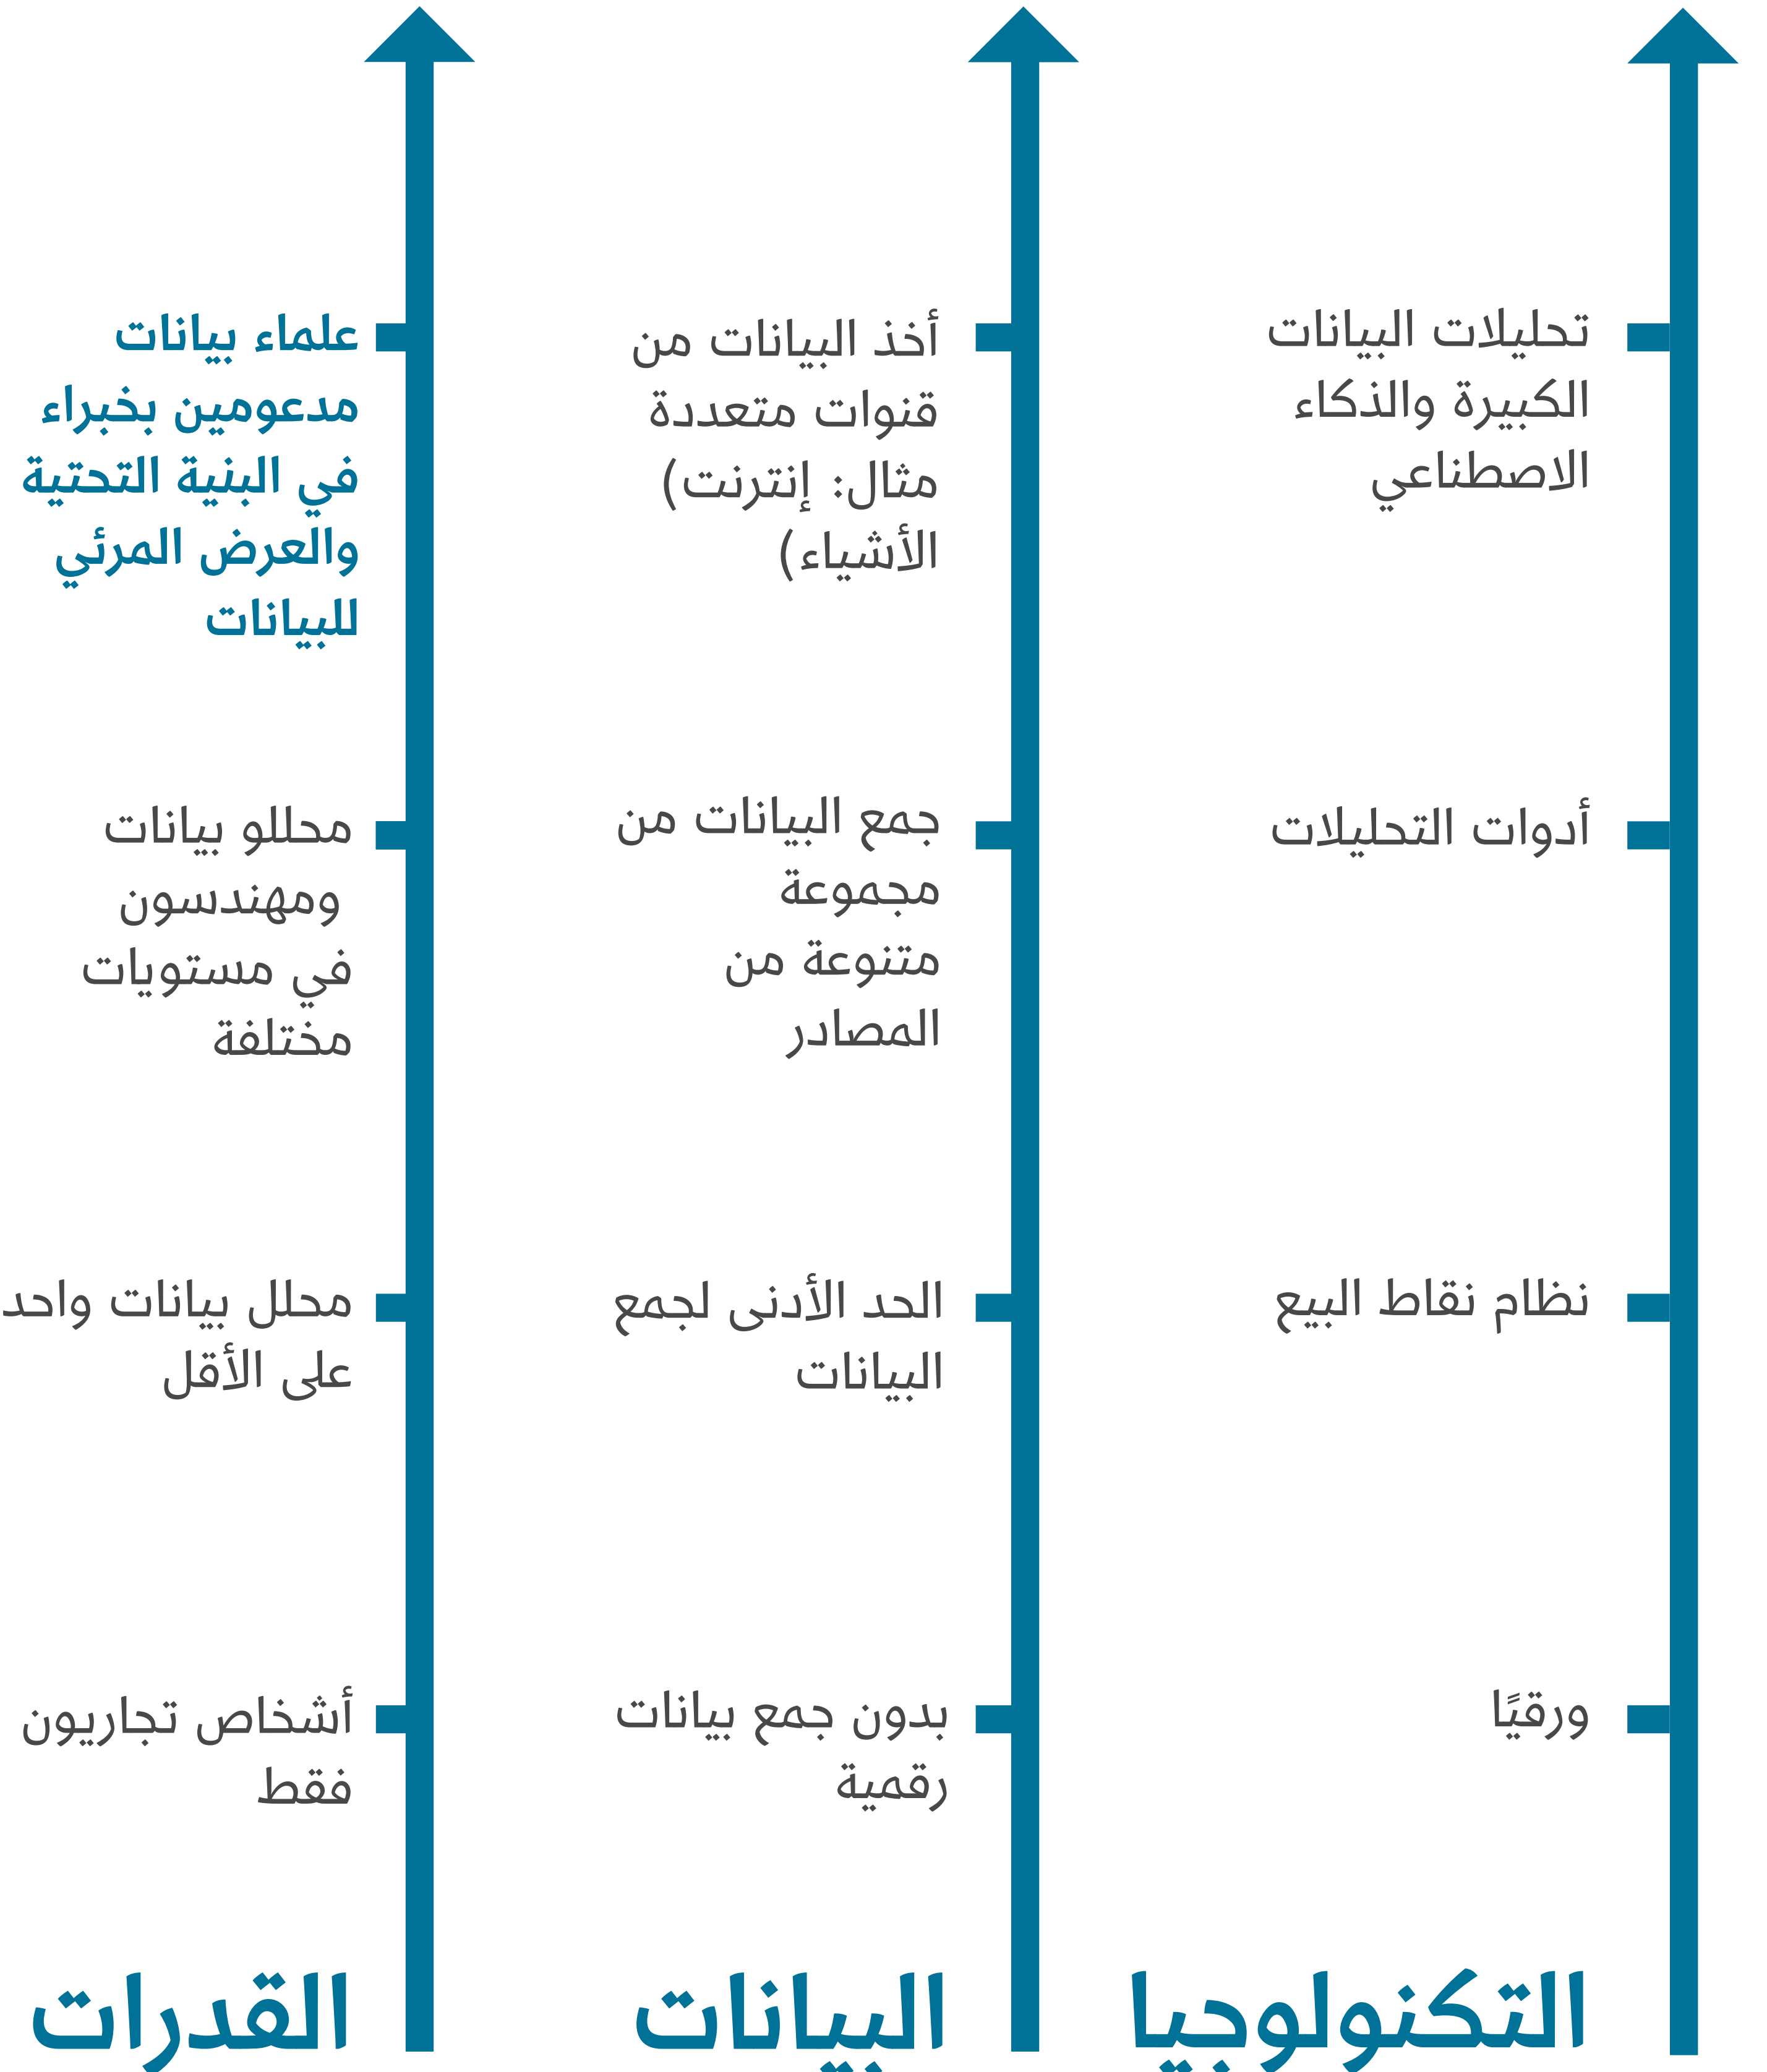 تحليلات البيانات
الكبيرة والذكاء
الاصطناعي
أدوات التحليلات
نظام نقاط البيع
ورقيًا
التكنولوجيا
أخذ البيانات من
قنوات متعددة
مثال: إنترنت)
الأشياء)
جمع البيانات من
مجموعة
متنوعة من
المصادر
الحد الأدنى لجمع
البيانات
بدون جمع بيانات
رقمية
البيانات
علماء بيانات
مدعومين بخبراء
في البنية التحتية
والعرض المرئي
للبيانات
محللو بيانات
ومهندسون
في مستويات
مختلفة
محلل بيانات واحد
على الأقل
أشخاص تجاريون
فقط
القدرات